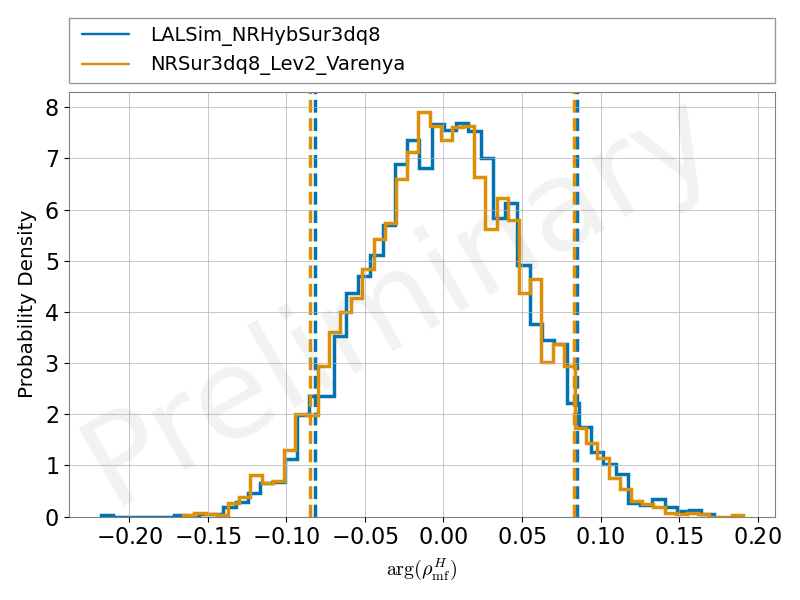 LALSim_NRHybSur3dq8
NRSur3dq8_Lev2_Varenya
Preliminary
Probability Density
8
7
6
5
4
3
2
1
0
−0.20 −0.15 −0.10 −0.05 0.00 0.05 0.10 0.15 0.20
arg(ρ_mf^H)